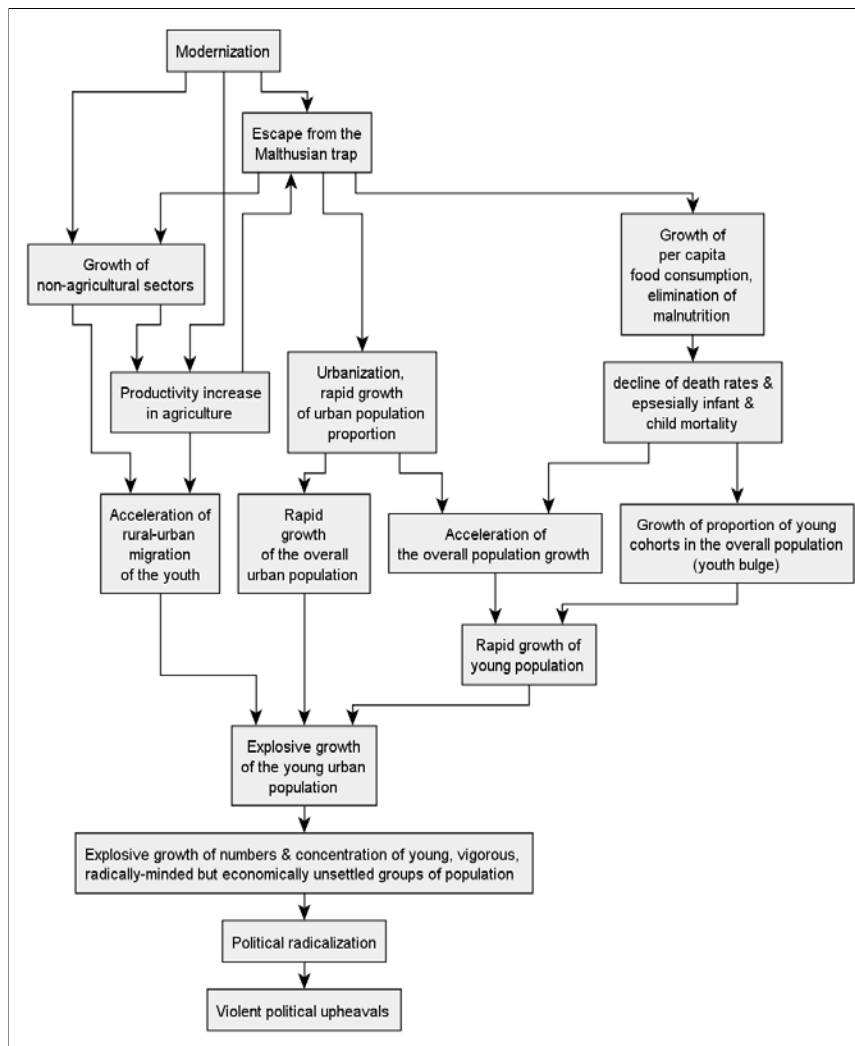 Modernization
Escape from the
Malthusian trap
Growth of
non-agricultural sectors
Growth of
per capita
food consumption,
elimination of
malnutrition
Productivity increase
in agriculture
Urbanization,
rapid growth
of urban population
proportion
decline of death rates &
epsesially infant &
child mortality
Acceleration of
rural-urban
migration
of the youth
Rapid
growth
of the overall
urban population
Acceleration of
the overall population growth
Growth of proportion of young
cohorts in the overall population
(youth bulge)
Rapid growth of
young population
Explosive growth
of the young urban
population
Explosive growth of numbers & concentration of young, vigorous,
radically-minded but economically unsettled groups of population
Political radicalization
Violent political upheavals